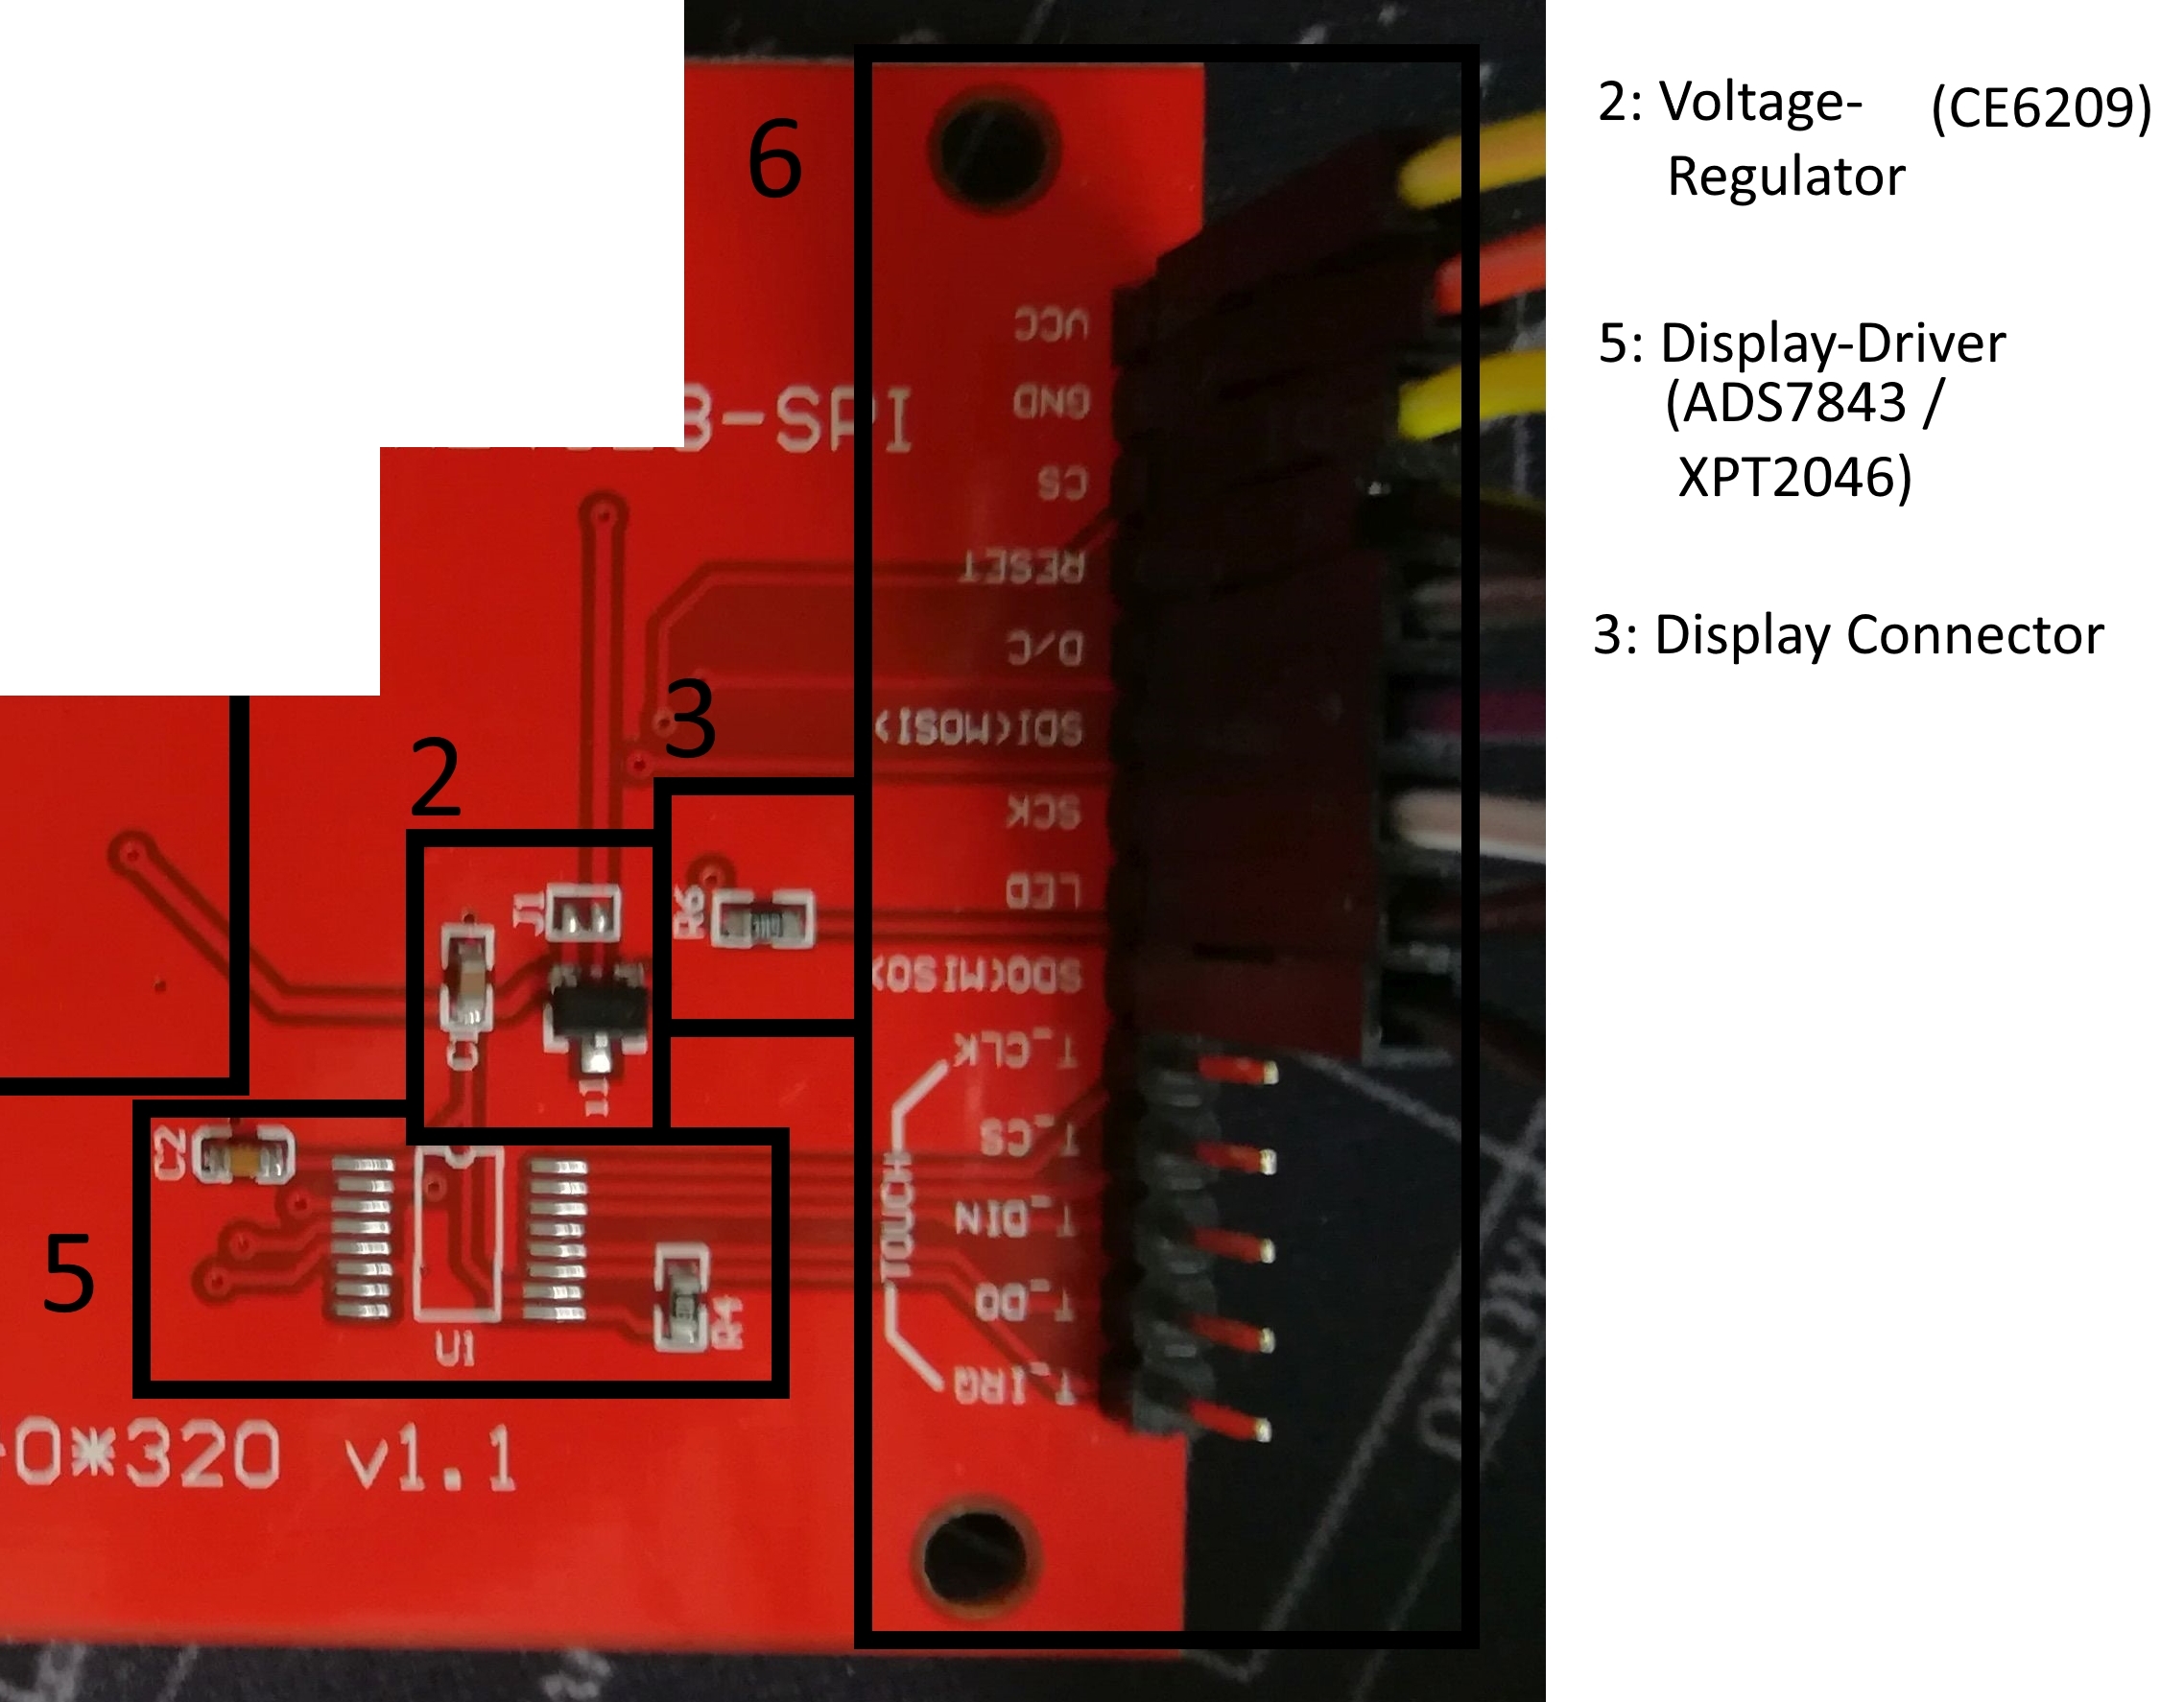 2: Voltage- (CE6209)
Regulator
5: Display-Driver
(ADS7843 /
XPT2046)
3: Display Connector
6
VCC
GND
3-SPI
CS
RESET
D/C
3
SDI(MOSI)
2
SCK
LED
J1
R6
SDO(MISO)
C1
T_CLK
T_CS
C2
TOUCH
T_DIN
5
T_DO
R4
U1
T_IRQ
0*320 v1.1